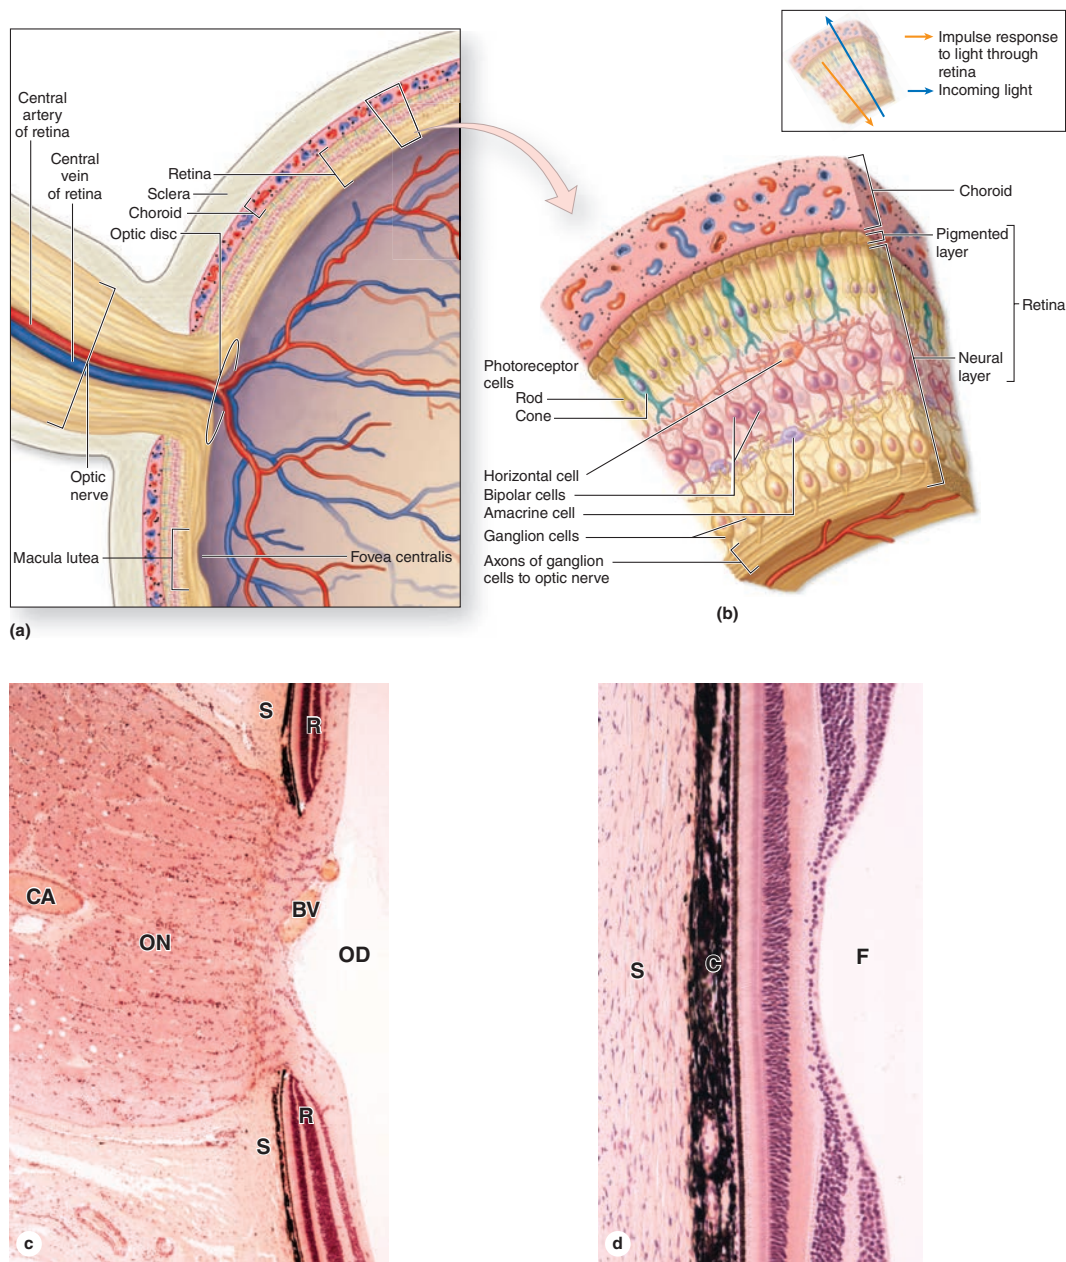 Central
artery
of retina
Central
vein
of retina
Retina
Sclera
Choroid
Optic disc
Optic
nerve
Macula lutea
Fovea centralis
(a)
Impulse response
to light through
retina
Incoming light
Choroid
Pigmented
layer
Retina
Neural
layer
Photoreceptor
cells
Rod
Cone
Horizontal cell
Bipolar cells
Amacrine cell
Ganglion cells
Axons of ganglion
cells to optic nerve
(b)
S
R
CA
BV
ON
OD
R
S
c
S
C
F
d